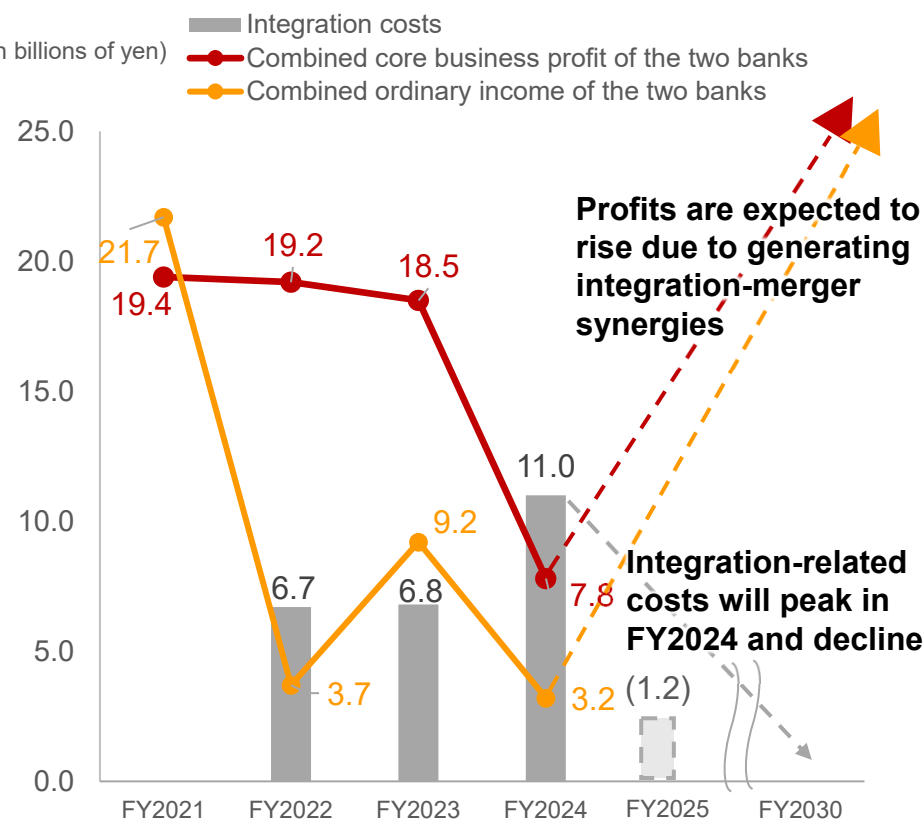 Integration costs
n billions of yen)
Combined core business profit of the two banks
Combined ordinary income of the two banks
25.0
20.0
15.0
10.0
5.0
0.0
21.7
19.4
19.2
18.5
Profits are expected to
rise due to generating
integration-merger
synergies
11.0
9.2
6.7
6.8
7.8
Integration-related
costs will peak in
FY2024 and decline
3.7
3.2
(1.2)
FY2021
FY2022
FY2023
FY2024
FY2025
FY2030